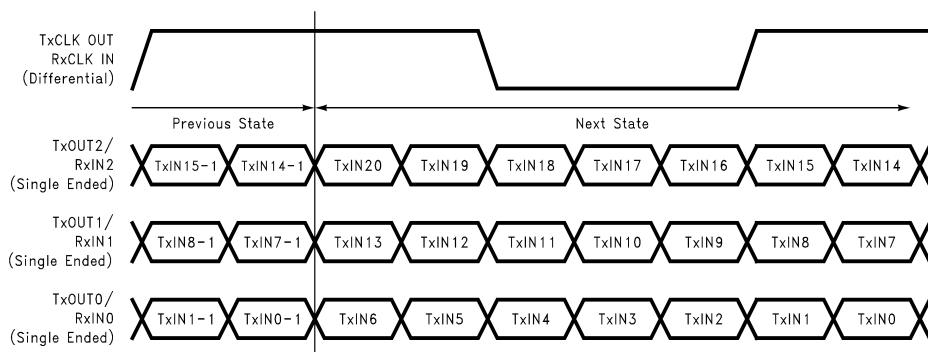 TxCLK OUT
RxCLK IN
(Differential)
Previous State
Next State
TxOUT2/
RxIN2
(Single Ended)
TxIN15-1 TxIN14-1 TxIN20 TxIN19 TxIN18 TxIN17 TxIN16 TxIN15 TxIN14
TxOUT1/
RxIN1
(Single Ended)
TxIN8-1 TxIN7-1 TxIN13 TxIN12 TxIN11 TxIN10 TxIN9 TxIN8 TxIN7
TxOUT0/
RxIN0
(Single Ended)
TxIN1-1 TxIN0-1 TxIN6 TxIN5 TxIN4 TxIN3 TxIN2 TxIN1 TxIN0